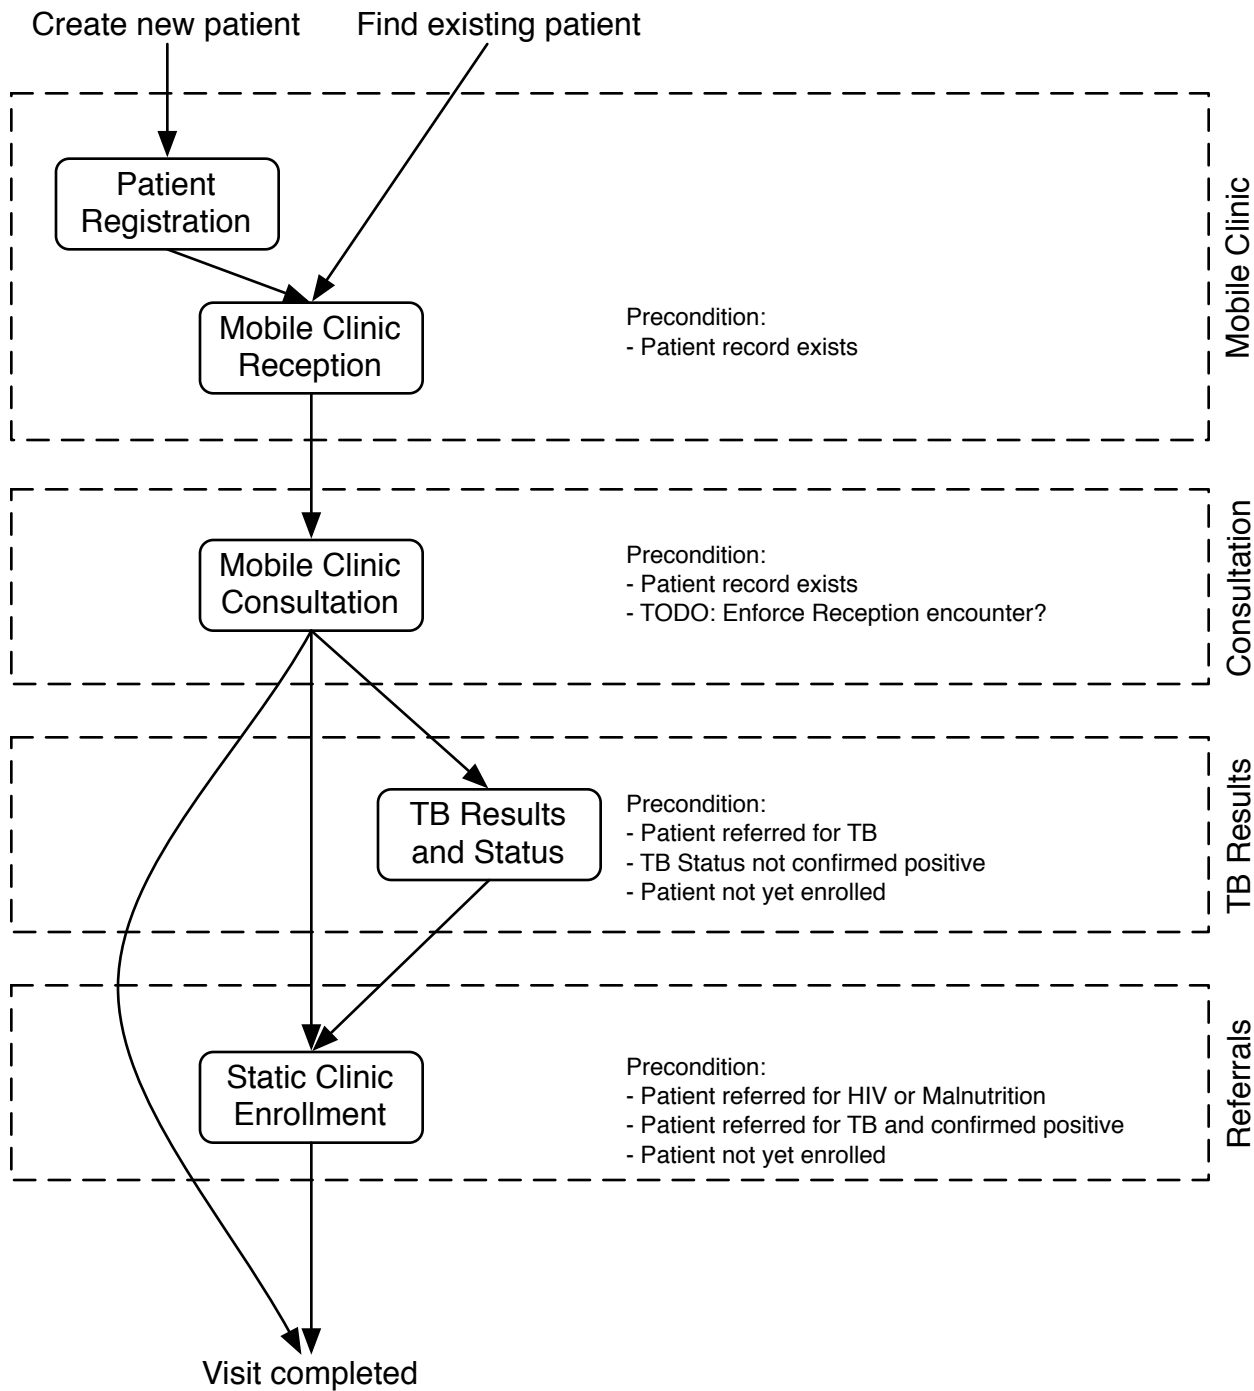 Create new patient
Find existing patient
Patient
Registration
Mobile Clinic
Reception
Precondition:
- Patient record exists
Mobile Clinic
Mobile Clinic
Consultation
Precondition:
- Patient record exists
- TODO: Enforce Reception encounter?
Consultation
TB Results
and Status
Precondition:
- Patient referred for TB
- TB Status not confirmed positive
- Patient not yet enrolled
TB Results
Static Clinic
Enrollment
Precondition:
- Patient referred for HIV or Malnutrition
- Patient referred for TB and confirmed positive
- Patient not yet enrolled
Referrals
Visit completed